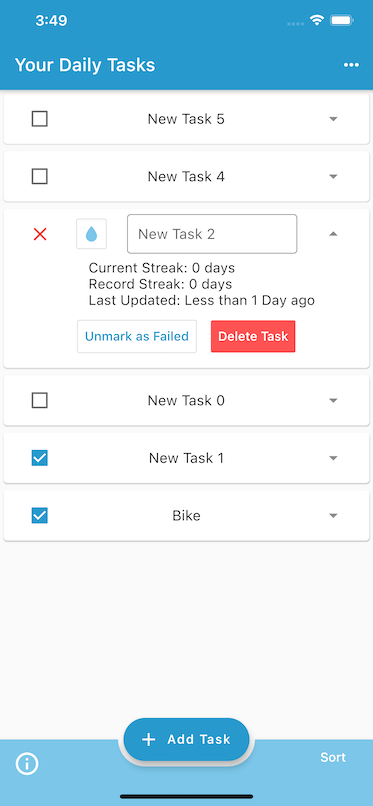 3:49
Your Daily Tasks
New Task 5
New Task 4
New Task 2
Current Streak: 0 days
Record Streak: 0 days
Last Updated: Less than 1 Day ago
Unmark as Failed Delete Task
New Task 0
New Task 1
Bike
+ Add Task
Sort